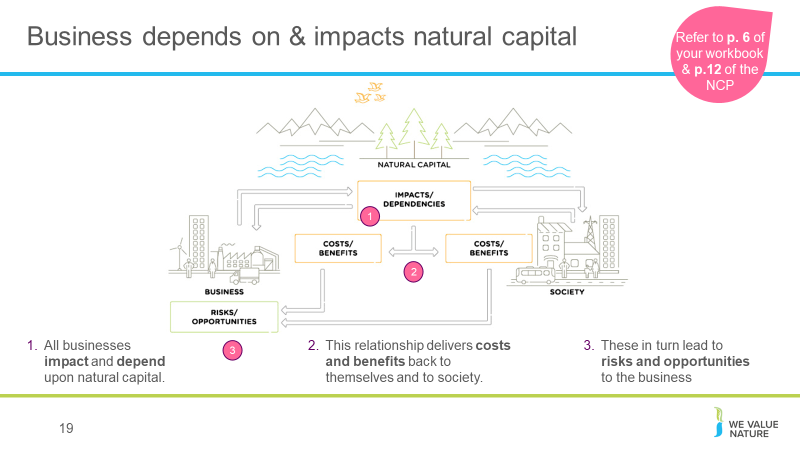 Business depends on & impacts natural capital
Refer to p. 6 of
your workbook
& p.12 of the
NCP
NATURAL CAPITAL
IMPACTS/
DEPENDENCIES
1
COSTS/
BENEFITS
COSTS/
BENEFITS
2
BUSINESS
SOCIETY
RISKS/
OPPORTUNITIES
3
1. All businesses
impact and depend
upon natural capital.
2. This relationship delivers costs
and benefits back to
themselves and to society.
3. These in turn lead to
risks and opportunities
to the business
19
WE VALUE
NATURE